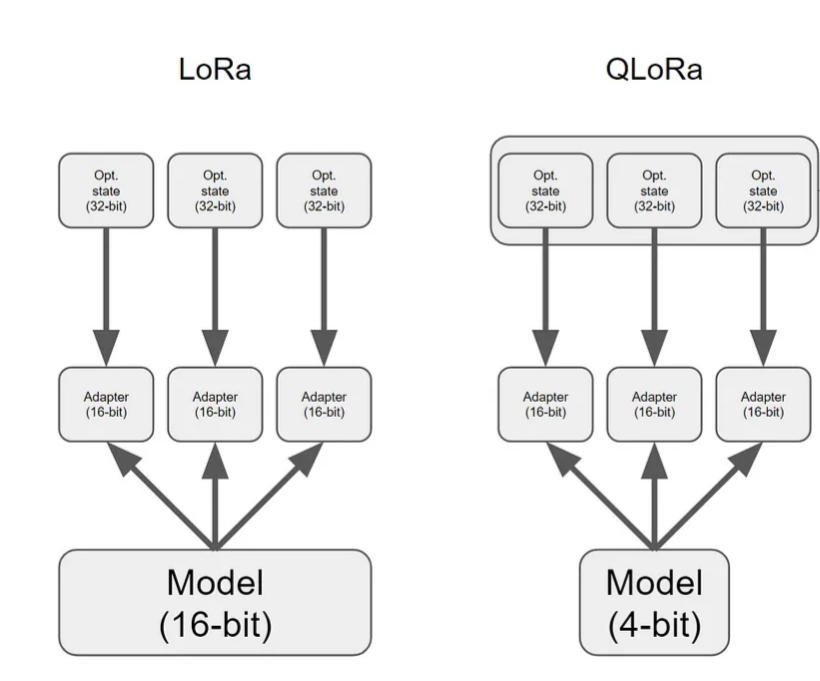 LoRa
QLoRa
Opt.
state
(32-bit)
Opt.
state
(32-bit)
Opt.
state
(32-bit)
Opt.
state
(32-bit)
Opt.
state
(32-bit)
Opt.
state
(32-bit)
Adapter
(16-bit)
Adapter
(16-bit)
Adapter
(16-bit)
Adapter
(16-bit)
Adapter
(16-bit)
Adapter
(16-bit)
Model
(16-bit)
Model
(4-bit)